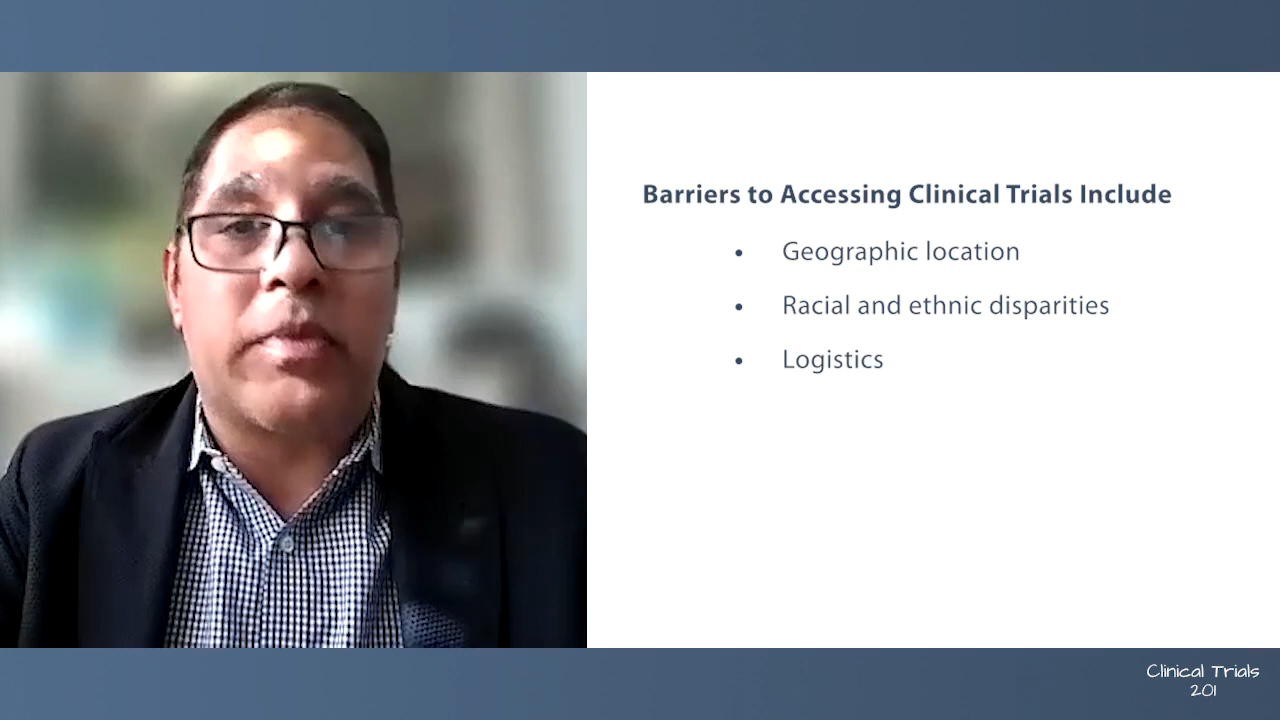 Barriers to Accessing Clinical Trials Include
• Geographic location
• Racial and ethnic disparities
• Logistics
Clinical Trials
201